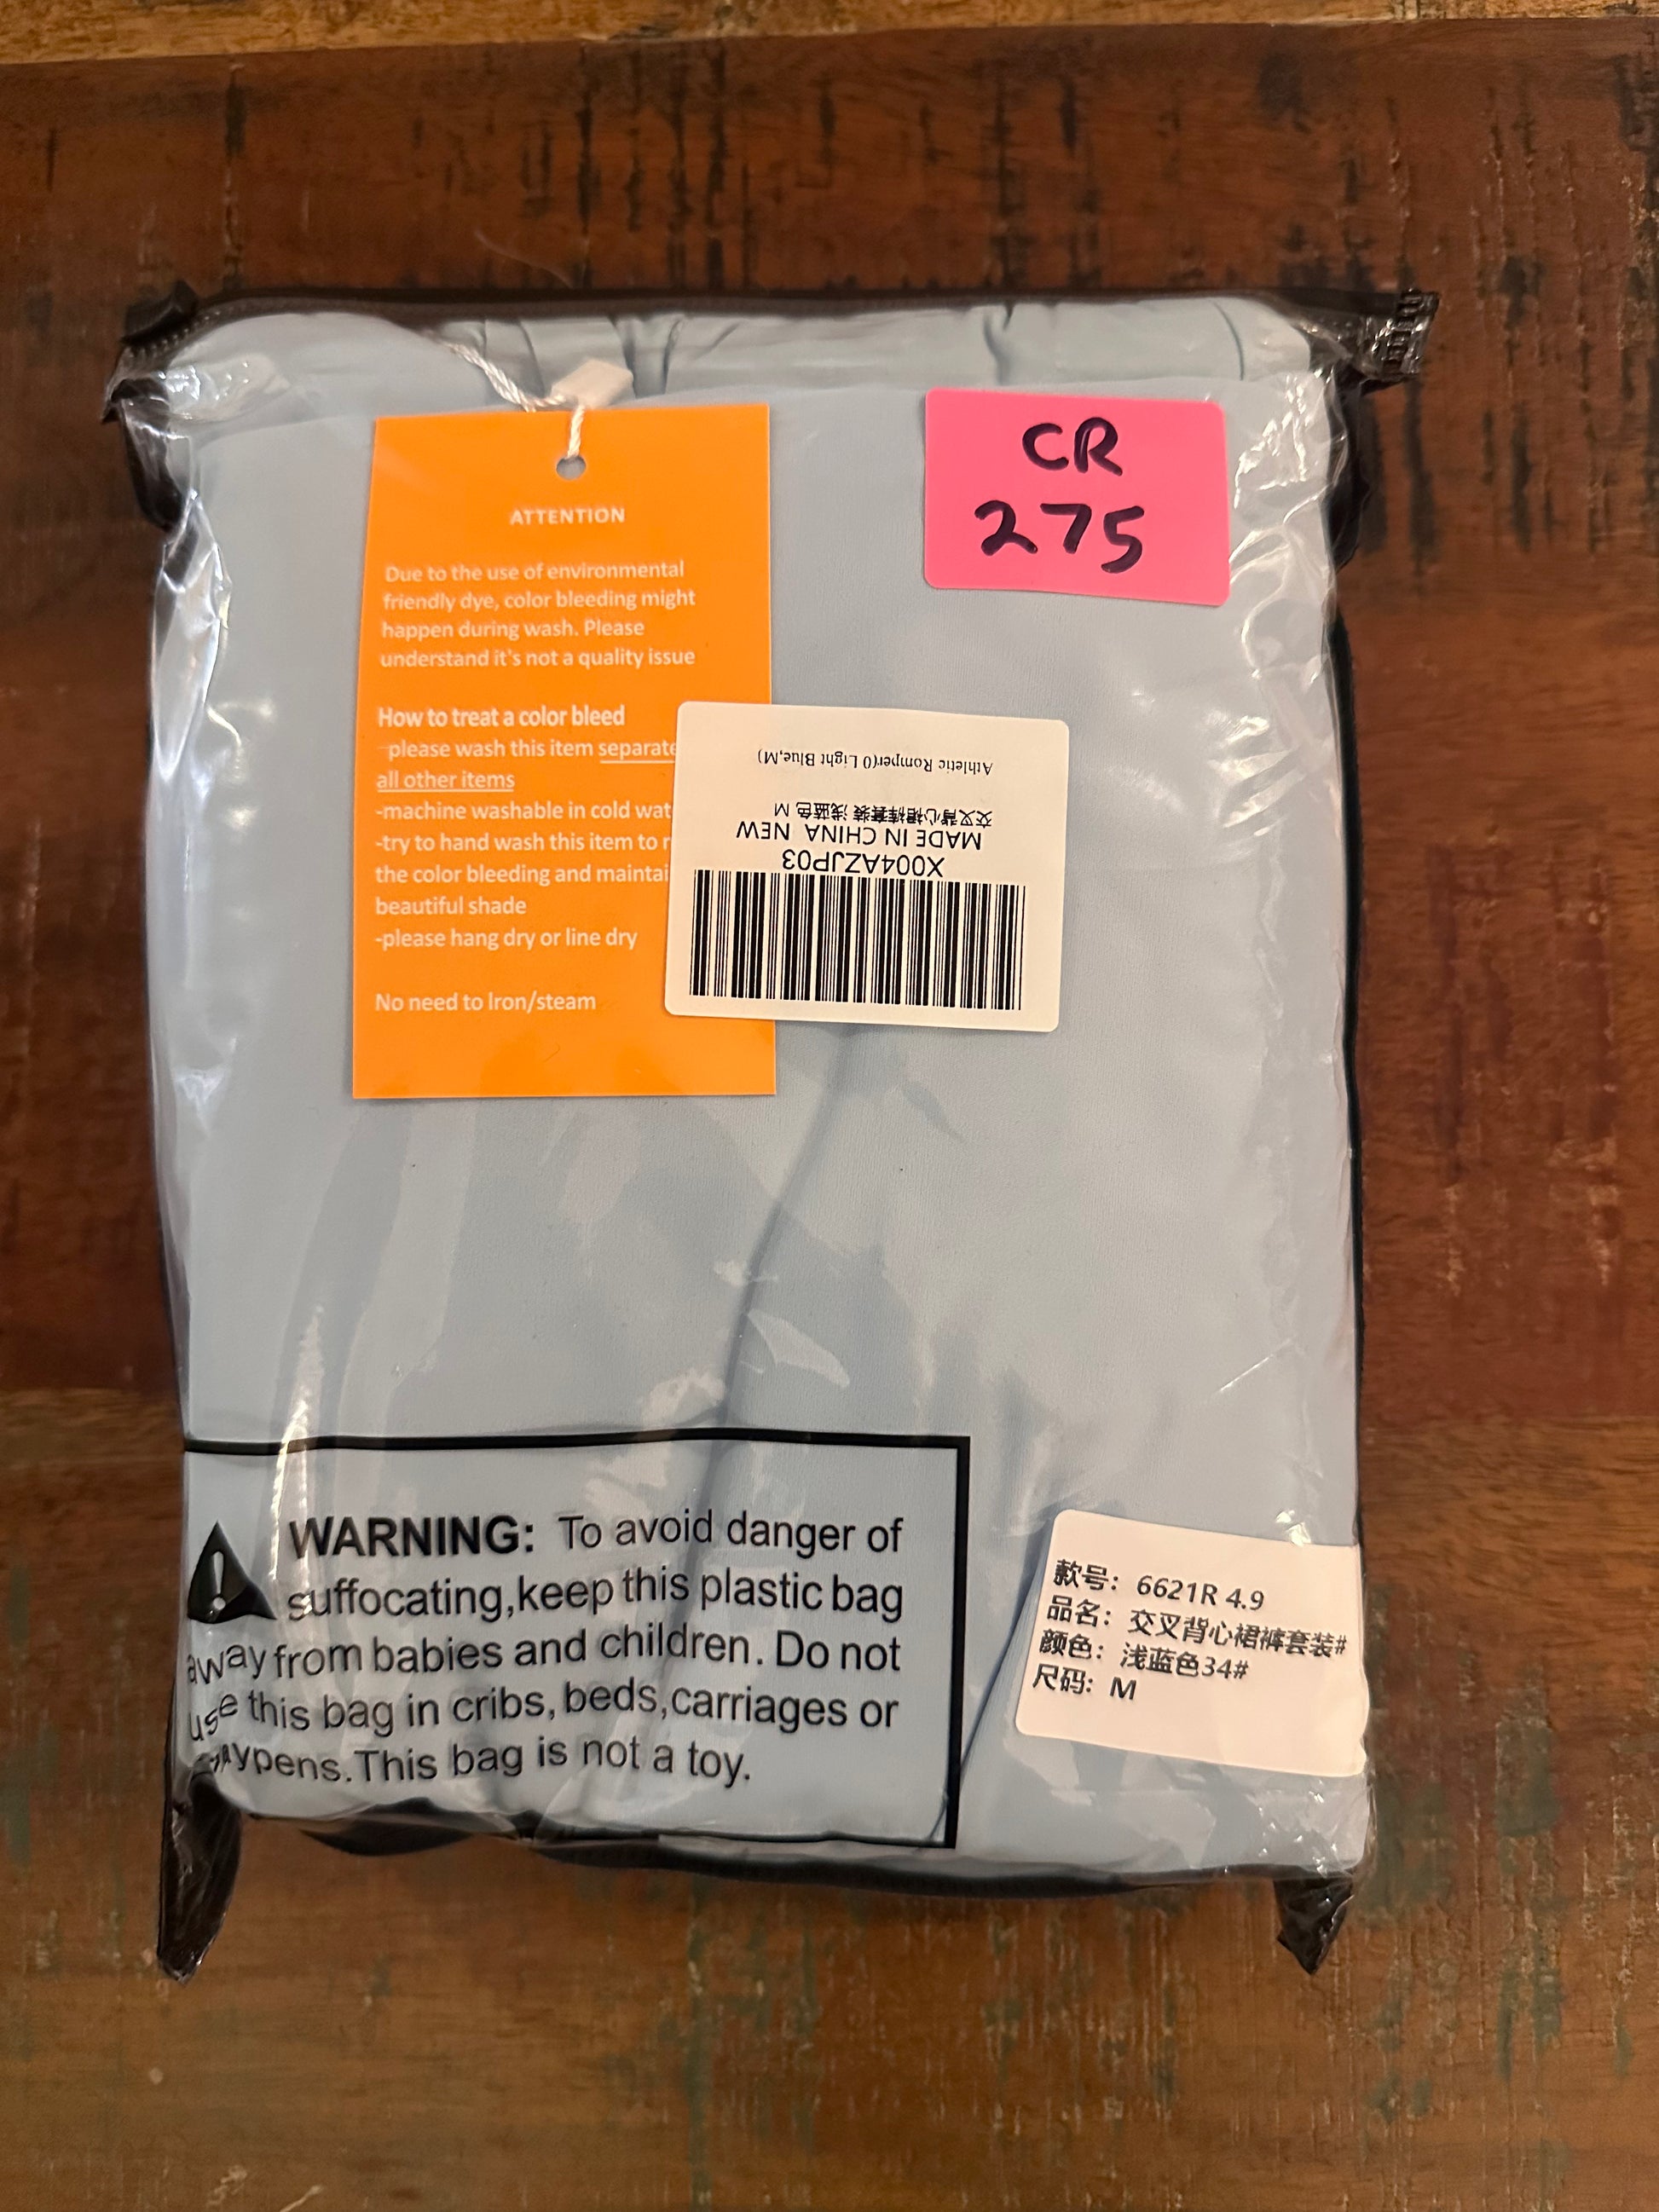 CR
275
ATTENTION
Due to the use of environmental
friendly dye, color bleeding might
happen during wash. Please
understand it's not a quality issue
How to treat a color bleed
-please wash this item
all other items
-machine washable in cold
-try to hand wash this item to
the color bleeding and
beautiful shade
-please hang dry or line dry
No need to Iron/steam
Athletic Romper(0 Light Blue,M)
交叉背心裙裤套装 浅蓝色 M
MADE IN CHINA NEW
X004AZJP03
WARNING: To avoid danger of
suffocating,keep this plastic bag
away from babies and children. Do not
use this bag in cribs, beds,carriages or
This bag is not a toy.
款号: 6621R 4.9
品名: 交叉背心裙裤套装#
颜色: 浅蓝色34#
尺码: M